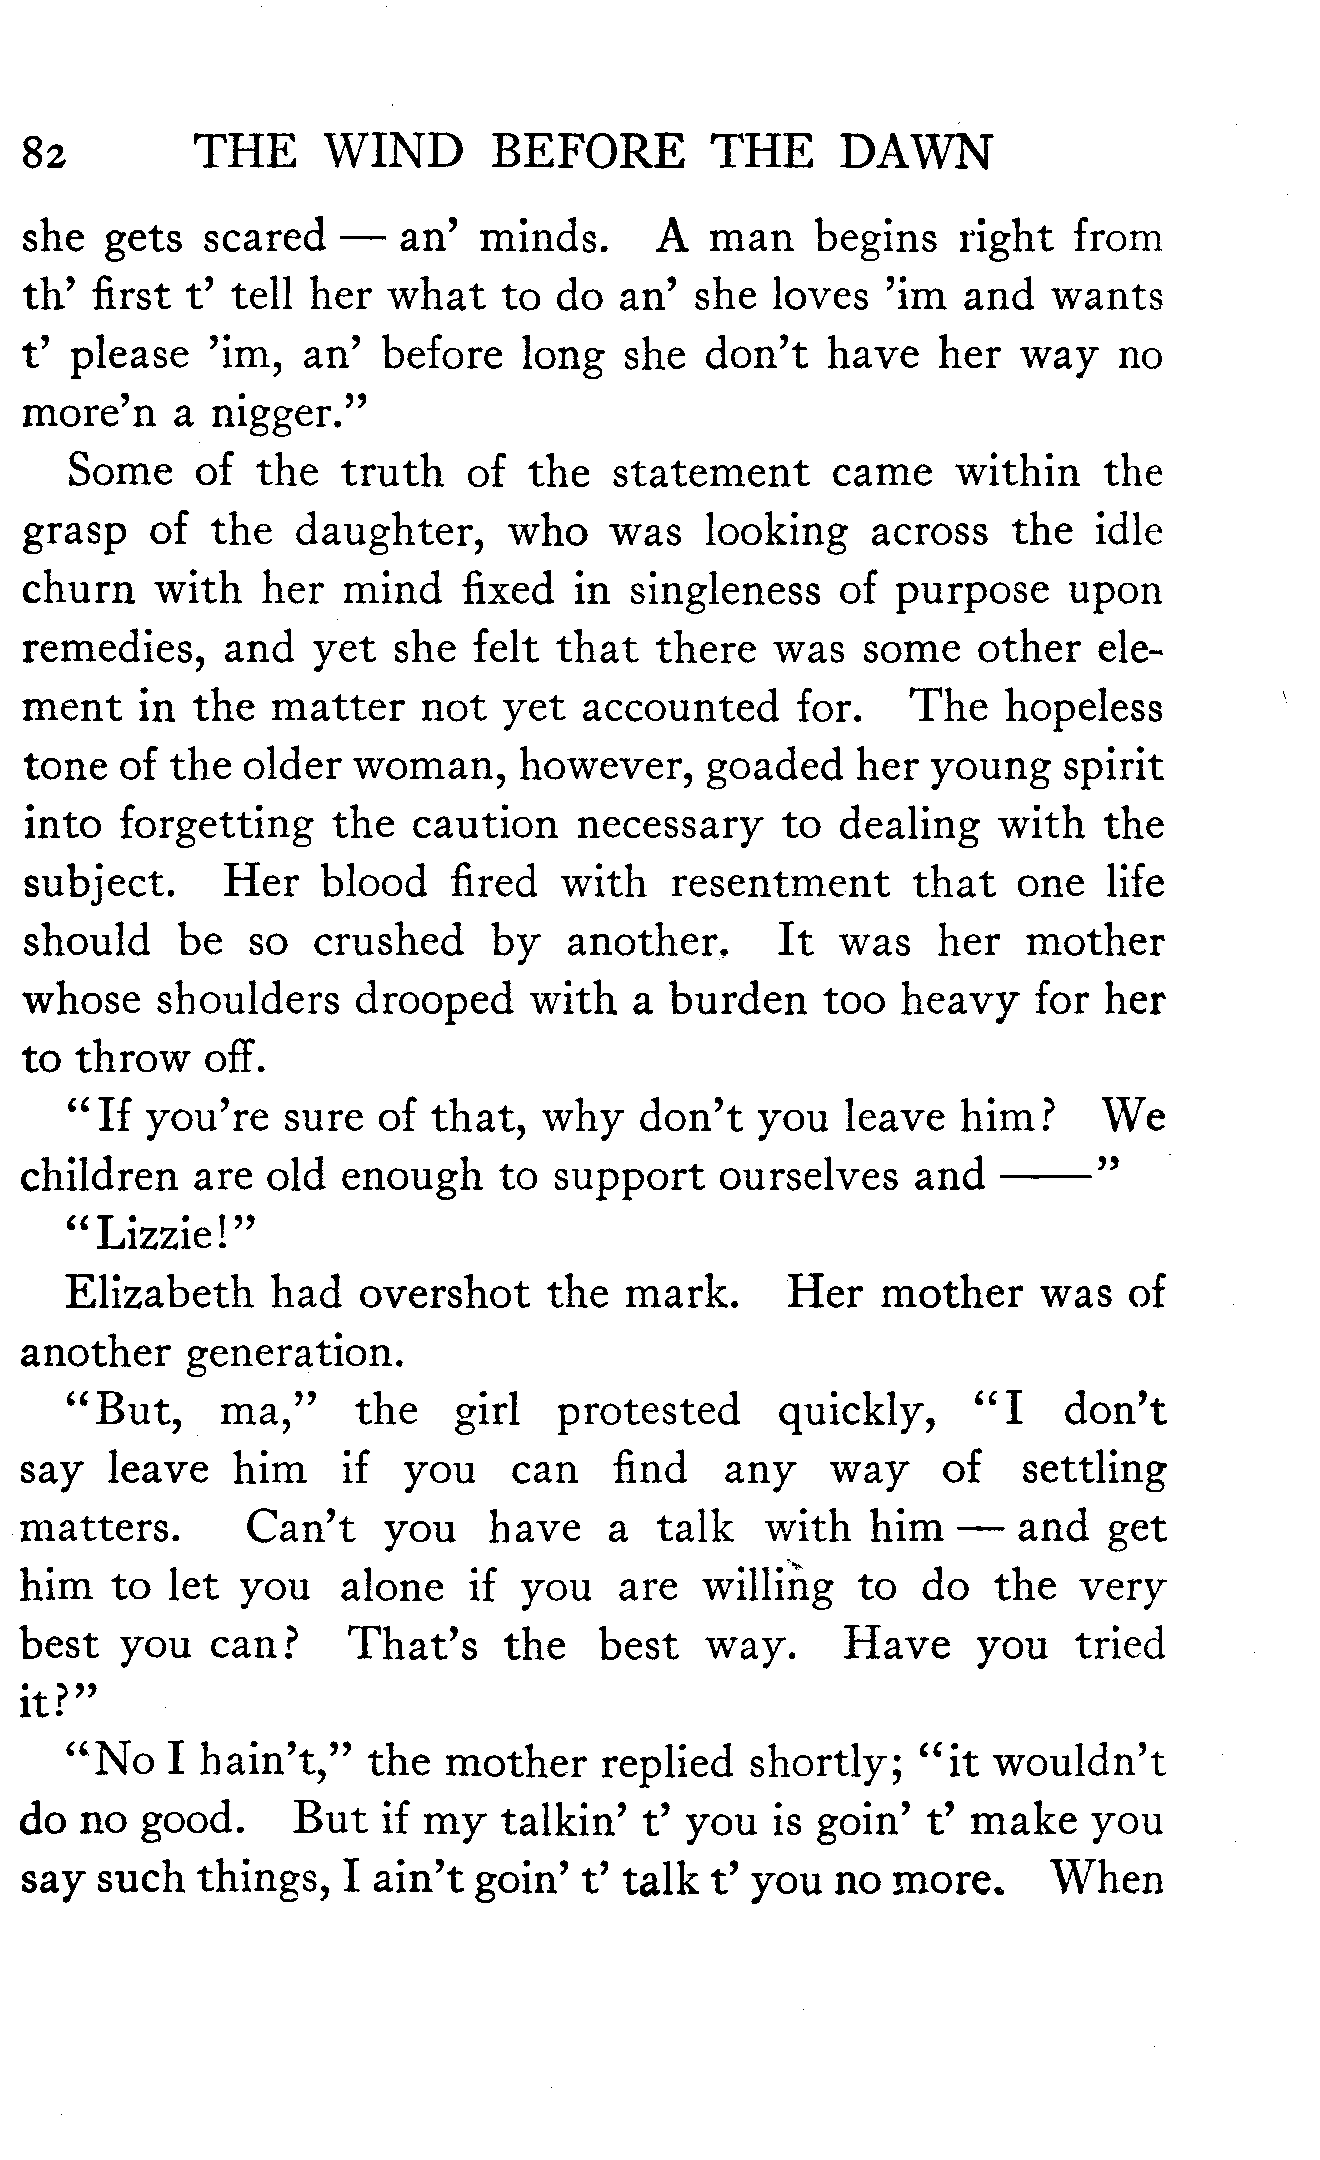 82 THE WIND BEFORE THE DAWN
she gets scared — an’ minds. A man begins right from
th’ first t’ tell her what to do an’ she loves ’im and wants
t’ please ’im, an’ before long she don’t have her way no
more’n a nigger.”
Some of the truth of the statement came within the
grasp of the daughter, who was looking across the idle
churn with her mind fixed in singleness of purpose upon
remedies, and yet she felt that there was some other ele-
ment in the matter not yet accounted for. The hopeless
tone of the older woman, however, goaded her young spirit
into forgetting the caution necessary to dealing with the
subject. Her blood fired with resentment that one life
should be so crushed by another. It was her mother
whose shoulders drooped with a burden too heavy for her
to throw off.
“If you’re sure of that, why don’t you leave him? We
children are old enough to support ourselves and ——”
“Lizzie!”
Elizabeth had overshot the mark. Her mother was of
another generation.
“But, ma,” the girl protested quickly, “I don’t
say leave him if you can find any way of settling
matters. Can’t you have a talk with him — and get
him to let you alone if you are willing to do the very
best you can? That’s the best way. Have you tried
it?”
“No I hain’t,” the mother replied shortly; “it wouldn’t
do no good. But if my talkin’ t’ you is goin’ t’ make you
say such things, I ain’t goin’ t’ talk t’ you no more. When